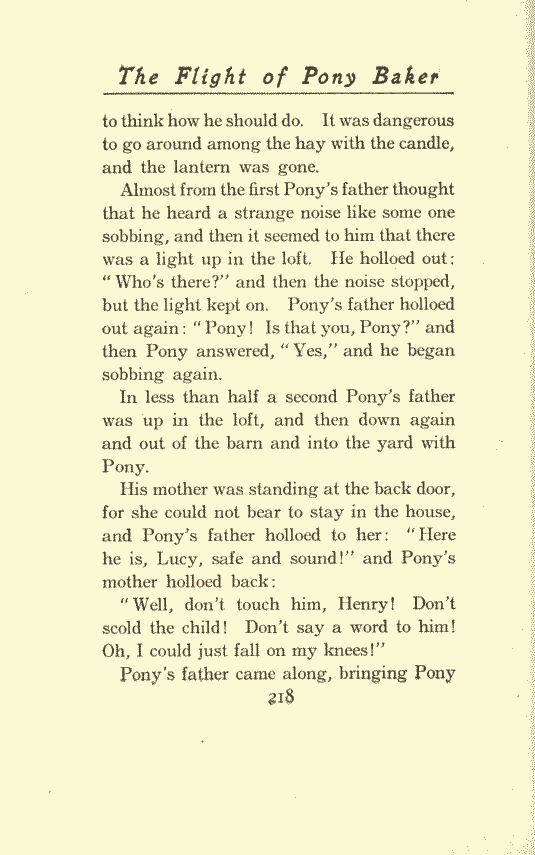 The Flight of Pony Baker
to think how he should do. It was dangerous
to go around among the hay with the candle,
and the lantern was gone.
Almost from the first Pony's father thought
that he heard a strange noise like some one
sobbing, and then it seemed to him that there
was a light up in the loft. He holloed out:
"Who's there?" and then the noise stopped,
but the light kept on. Pony's father holloed
out again: "Pony! Is that you, Pony?" and
then Pony answered, "Yes," and he began
sobbing again.
In less than half a second Pony's father
was up in the loft, and then down again
and out of the barn and into the yard with
Pony.
His mother was standing at the back door,
for she could not bear to stay in the house,
and Pony's father holloed to her: "Here
he is, Lucy, safe and sound!" and Pony's
mother holloed back:
"Well, don't touch him, Henry! Don't
scold the child! Don't say a word to him!
Oh, I could just fall on my knees!"
Pony's father came along, bringing Pony
218